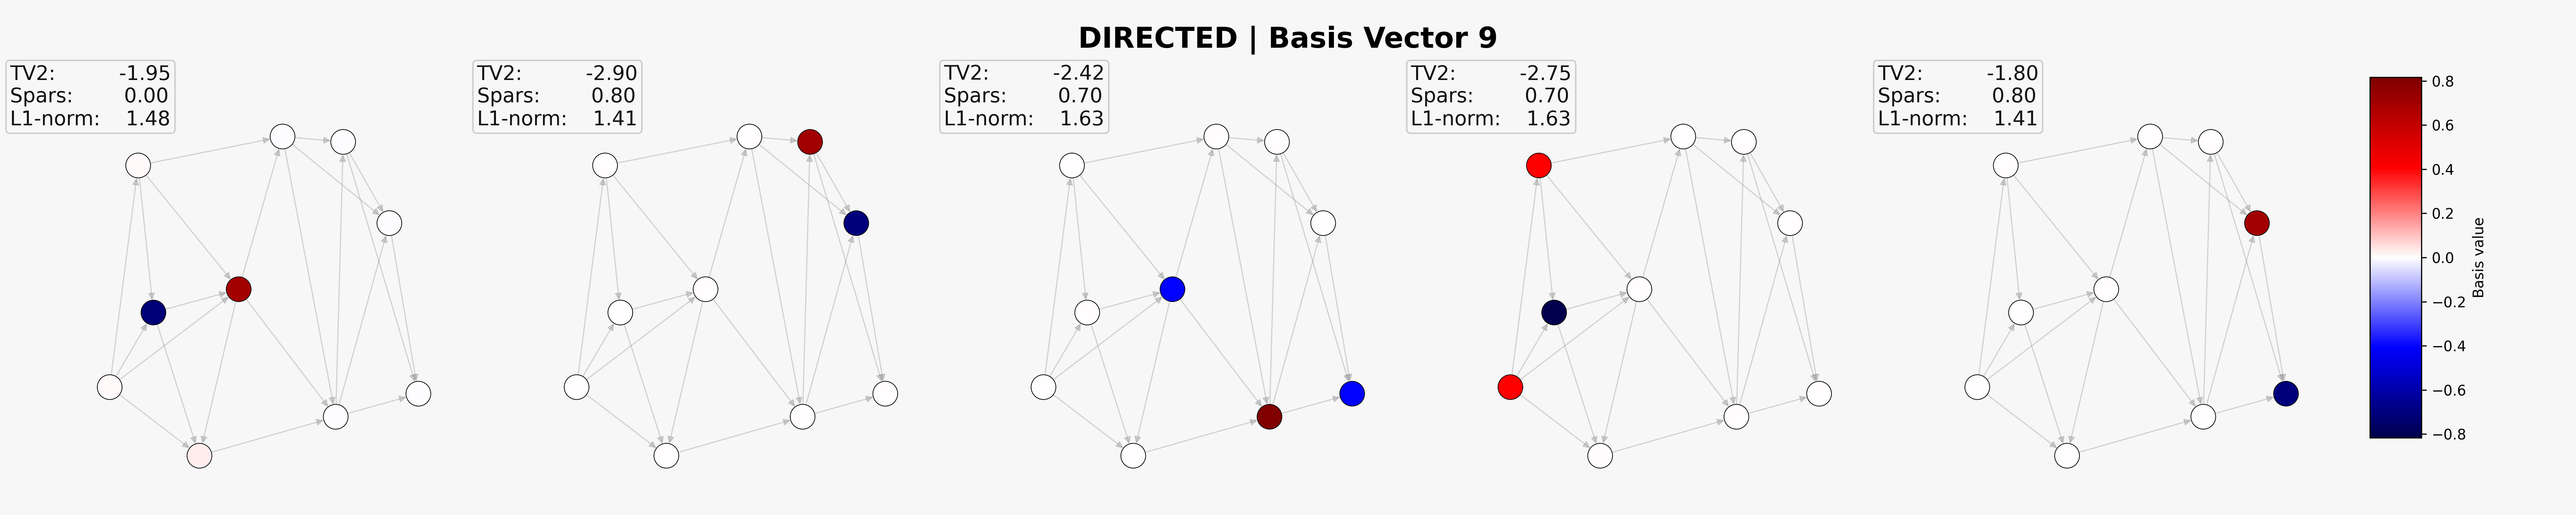 DIRECTED | Basis Vector 9
TV2: -1.95
Spars: 0.00
L1-norm: 1.48
TV2: -2.90
Spars: 0.80
L1-norm: 1.41
TV2: -2.42
Spars: 0.70
L1-norm: 1.63
TV2: -2.75
Spars: 0.70
L1-norm: 1.63
TV2: -1.80
Spars: 0.80
L1-norm: 1.41
0.8
0.6
0.4
0.2
0.0
−0.2
−0.4
−0.6
−0.8
Basis value